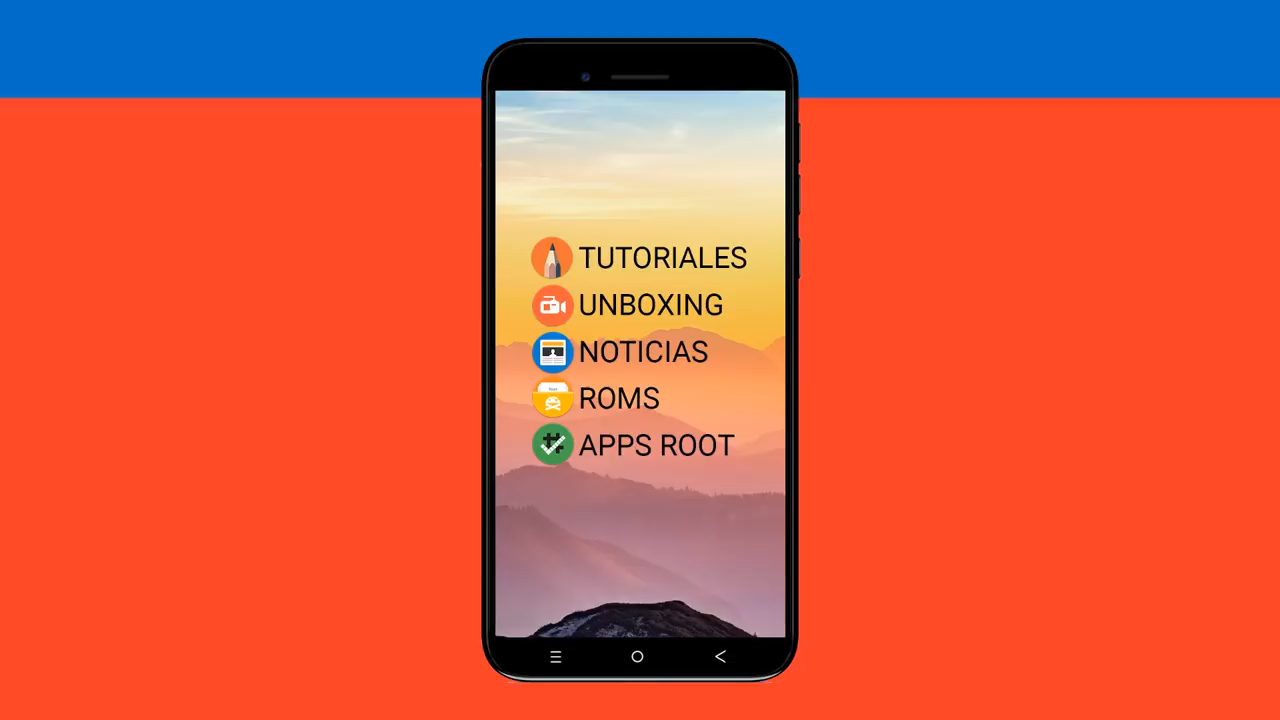 TUTORIALES
UNBOXING
NOTICIAS
ROMS
APPS ROOT